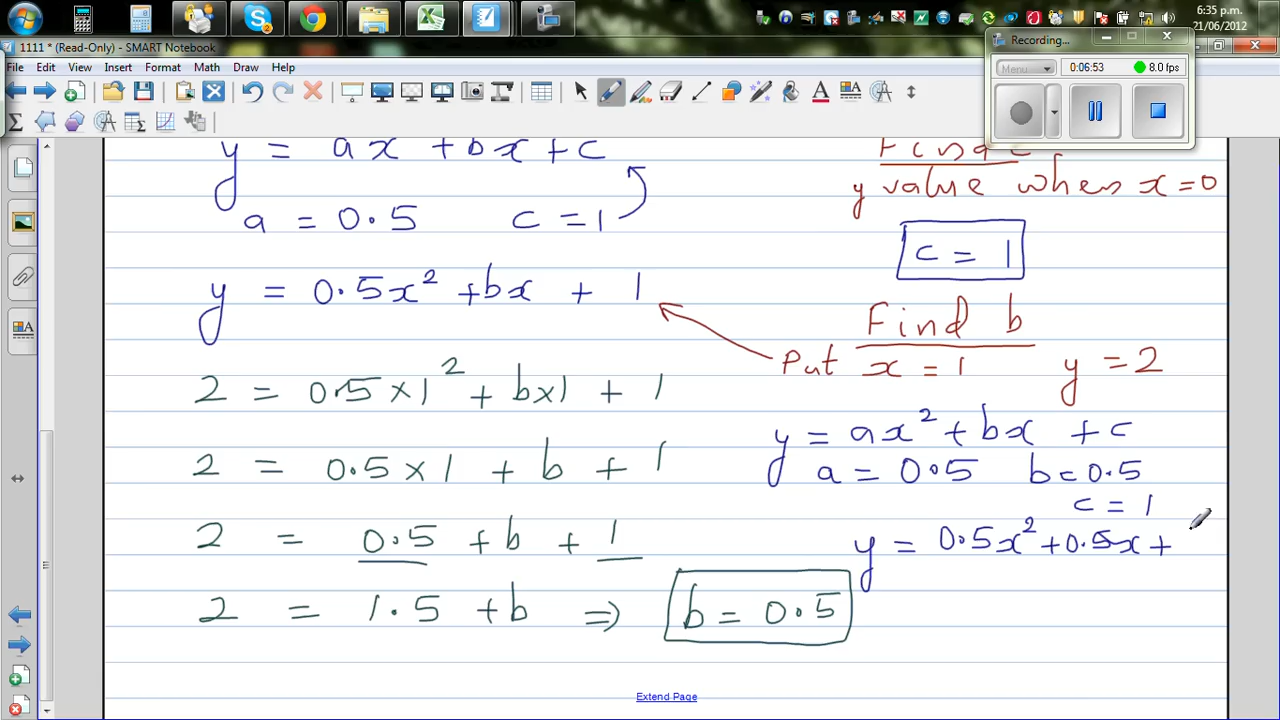 6:35 p.m.
21/06/2012
1111 * (Read-Only) - SMART Notebook
File Edit View Insert Format Math Draw Help
Recording...
Menu 0:06:53 8.0 fps
y = ax + bx + c
a = 0.5 c = 1
y = 0.5x² + bx + 1
2 = 0.5 × 1² + b×1 + 1
2 = 0.5 × 1 + b + 1
2 = 0.5 + b + 1
2 = 1.5 + b ⇒ b = 0.5
y value when x = 0
c = 1
Find b
Put x = 1 y = 2
y = ax² + bx + c
a = 0.5 b = 0.5
c = 1
y = 0.5x² + 0.5x +
Extend Page